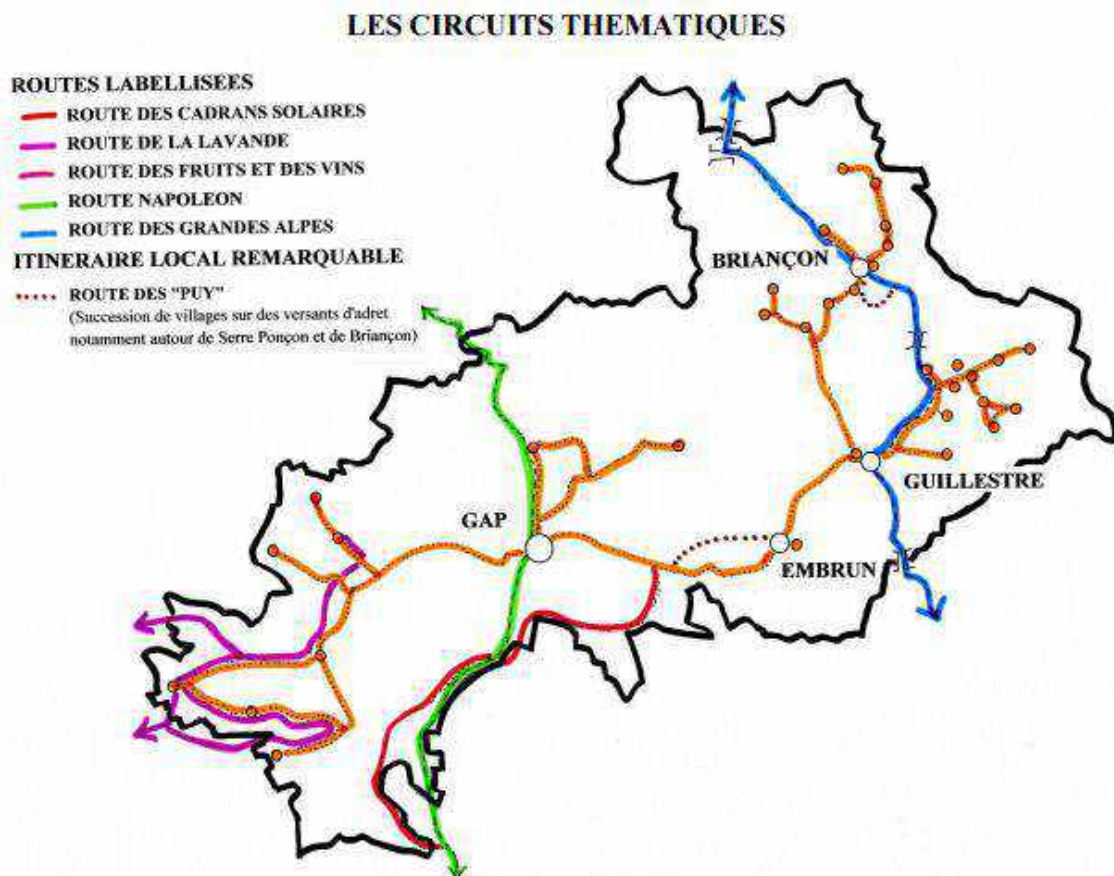 LES CIRCUITS THEMATIQUES
ROUTES LABELLISEES
ROUTE DES CADRANS SOLAIRES
ROUTE DE LA LAVANDE
ROUTE DES FRUITS ET DES VINS
ROUTE NAPOLEON
ROUTE DES GRANDES ALPES
ITINERAIRE LOCAL REMARQUABLE
ROUTE DES "PUY"
(Succession de villages sur des versants d'adret
notamment autour de Serre Ponçon et de Briançon)
BRIANÇON
GUILLESTRE
GAP
EMBRUN